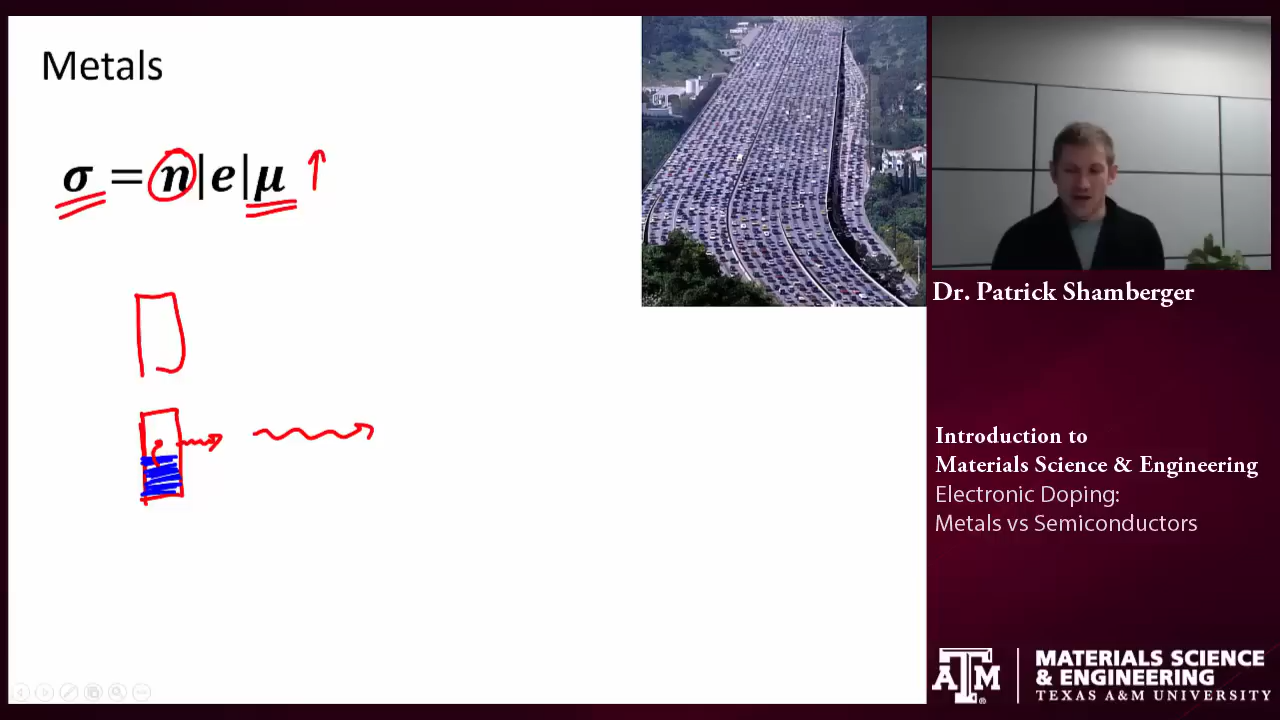 Metals
σ = n|e|μ ↑
Dr. Patrick Shamberger
Introduction to
Materials Science & Engineering
Electronic Doping:
Metals vs Semiconductors
ATM®
MATERIALS SCIENCE
& ENGINEERING
TEXAS A&M UNIVERSITY